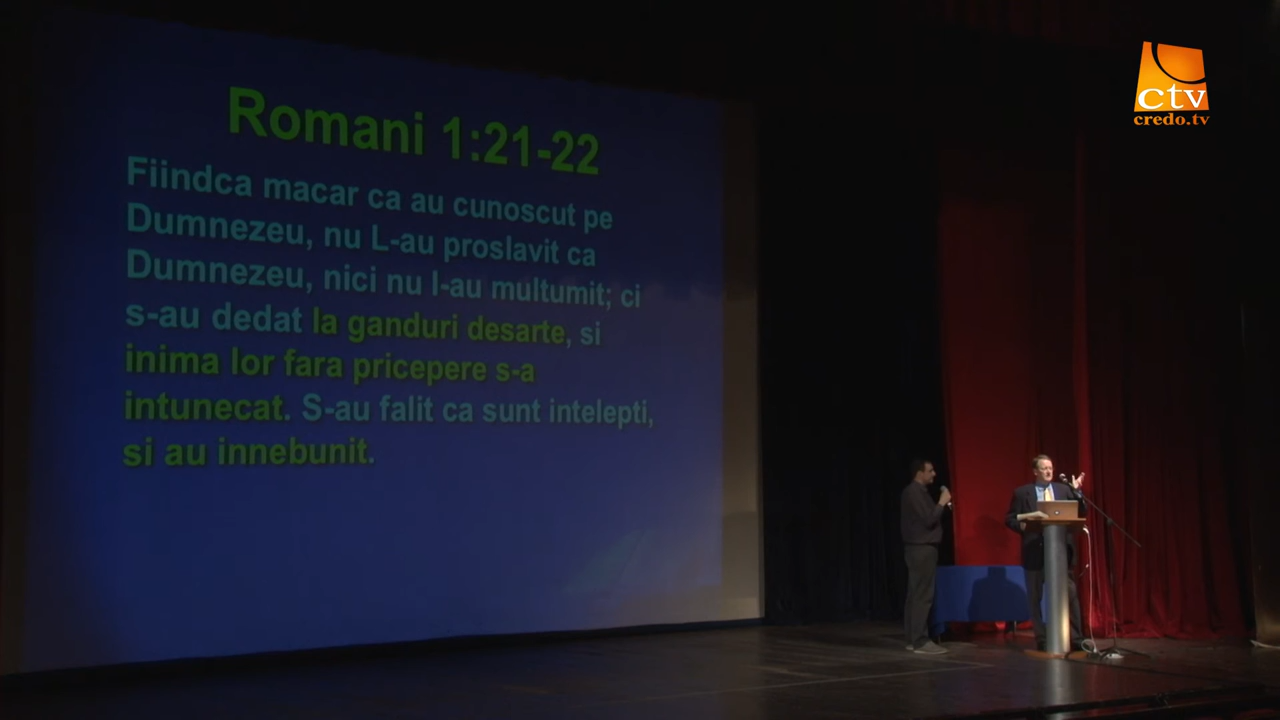 Romani 1:21-22
Fiindca macar ca au cunoscut pe
Dumnezeu, nu L-au proslavit ca
Dumnezeu, nici nu l-au multumit; ci
s-au dedat la ganduri desarte, si
inima lor fara pricepere s-a
intunecat. S-au falit ca sunt intelepti,
si au innebunit.
ctv
credo.tv